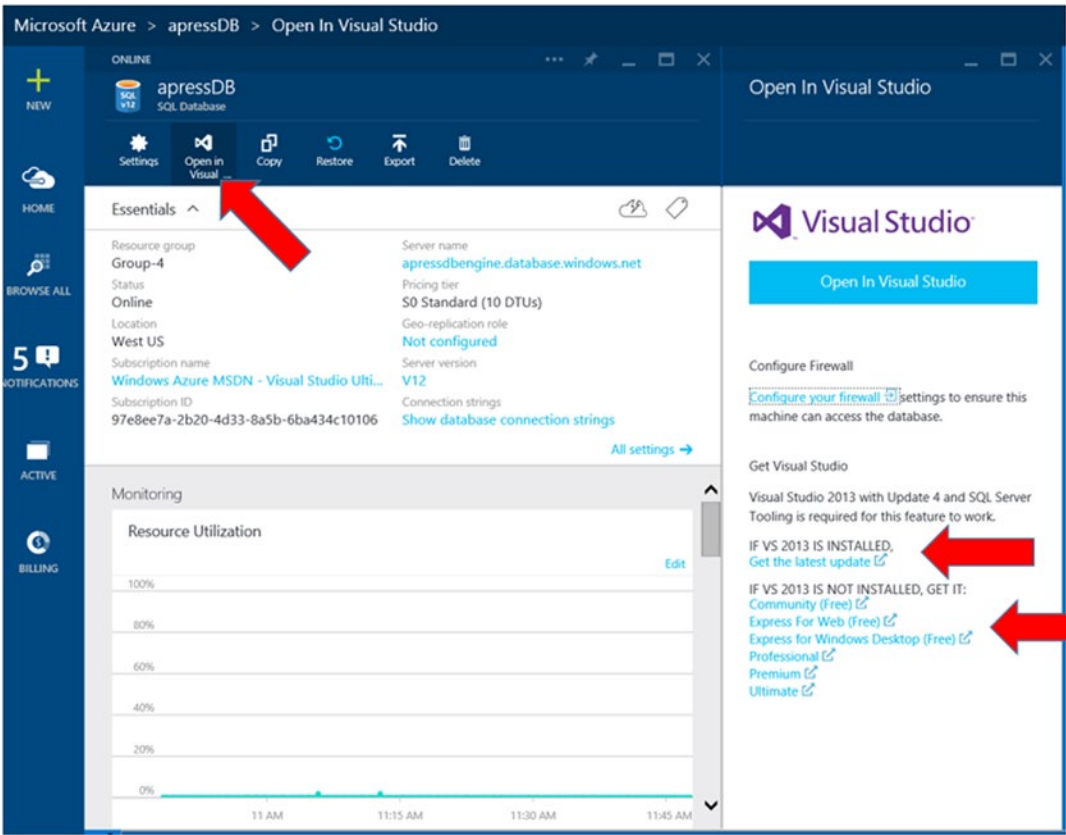 Microsoft Azure > apressDB > Open In Visual Studio
NEW
HOME
BROWSE ALL
5
NOTIFICATIONS
ACTIVE
BILLING
ONLINE
SQL
v12
apressDB
SQL Database
Settings
Open in
Visual ...
Copy
Restore
Export
Delete
Essentials
Resource group
Group-4
Status
Online
Location
West US
Subscription name
Windows Azure MSDN - Visual Studio Ulti...
Subscription ID
97e8ee7a-2b20-4d33-8a5b-6ba434c10106
Server name
apressdbengine.database.windows.net
Pricing tier
S0 Standard (10 DTUs)
Geo-replication role
Not configured
Server version
V12
Connection strings
Show database connection strings
All settings
Monitoring
Resource Utilization
Edit
100%
80%
60%
40%
20%
0%
11 AM
11:15 AM
11:30 AM
11:45 AM
Open In Visual Studio
Visual Studio
Open In Visual Studio
Configure Firewall
Configure your firewall settings to ensure this
machine can access the database.
Get Visual Studio
Visual Studio 2013 with Update 4 and SQL Server
Tooling is required for this feature to work.
IF VS 2013 IS INSTALLED,
Get the latest update
IF VS 2013 IS NOT INSTALLED, GET IT:
Community (Free)
Express For Web (Free)
Express for Windows Desktop (Free)
Professional
Premium
Ultimate